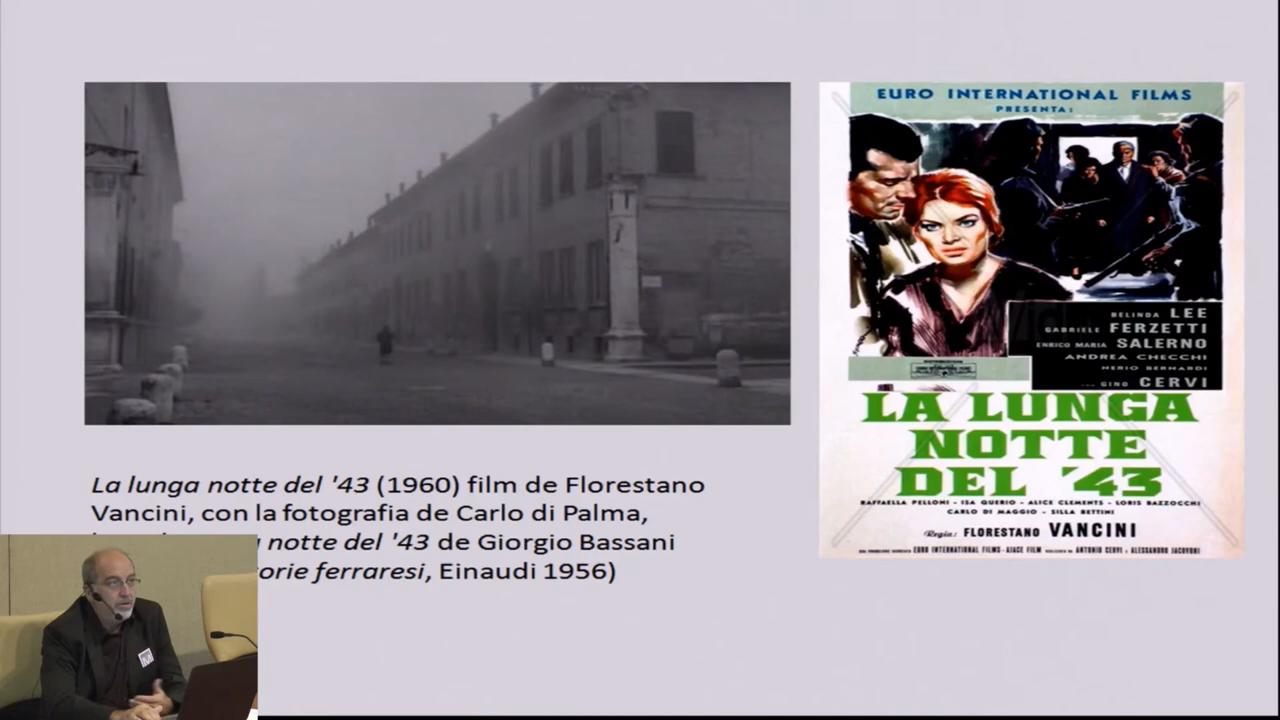 EURO INTERNATIONAL FILMS
PRESENTA:
BELINDA LEE
GABRIELE FERZETTI
ENRICO MARIA SALERNO
ANDREA CHECCHI
NERIO BERNARDI
GINO CERVI
LA LUNGA
NOTTE
DEL '43
RAFFAELLA PELLONI - ISA QUERIO - ALICE CLEMENTS - LORIS BAZZOCCHI
CARLO DI MAGGIO - SILLA BETTINI
Regia: FLORESTANO VANCINI
EURO INTERNATIONAL FILMS - AJACE FILM
ANTONIO CERVI e ALESSANDRO JACOVONI
La lunga notte del '43 (1960) film de Florestano
Vancini, con la fotografia de Carlo di Palma,
notte del '43 de Giorgio Bassani
orie ferraresi, Einaudi 1956)